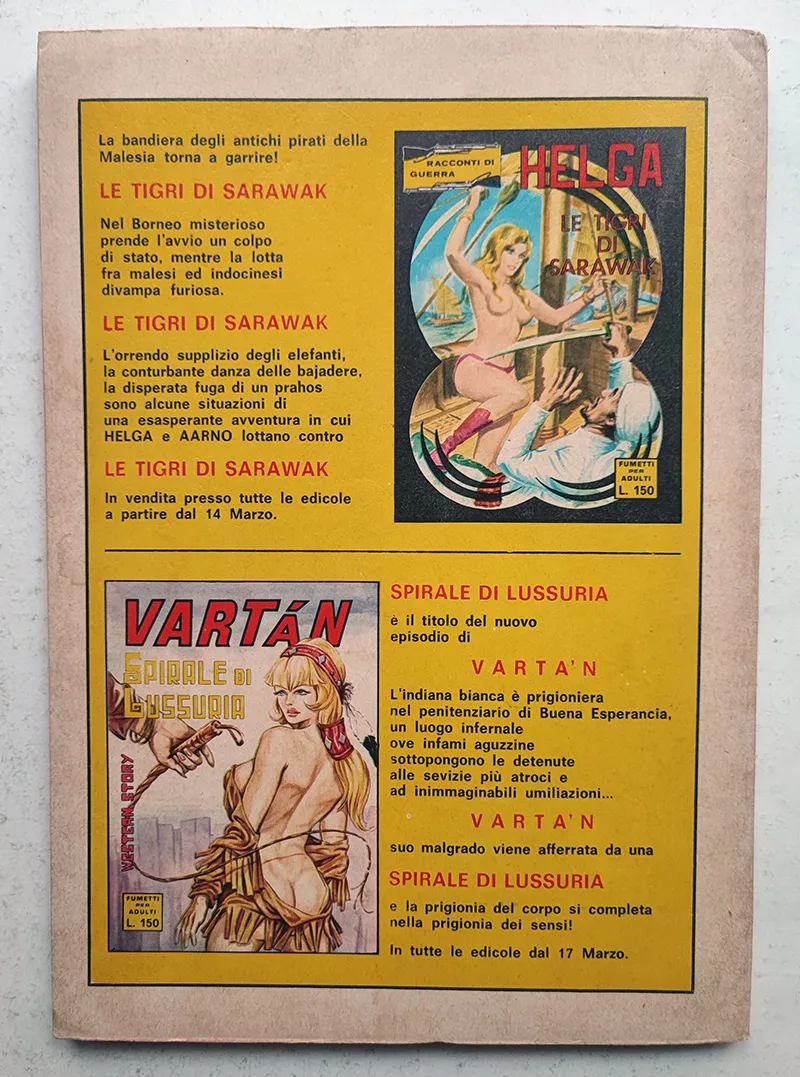 La bandiera degli antichi pirati della
Malesia torna a garrire!
LE TIGRI DI SARAWAK
Nel Borneo misterioso
prende l'avvio un colpo
di stato, mentre la lotta
fra malesi ed indocinesi
divampa furiosa.
LE TIGRI DI SARAWAK
L'orrendo supplizio degli elefanti,
la conturbante danza delle bajadere,
la disperata fuga di un prahos
sono alcune situazioni di
una esasperante avventura in cui
HELGA e AARNO lottano contro
LE TIGRI DI SARAWAK
In vendita presso tutte le edicole
a partire dal 14 Marzo.
RACCONTI DI
GUERRA
HELGA
LE TIGRI
DI
SARAWAK
FUMETTI
PER
ADULTI
L. 150
VARTÁN
SPIRALE DI
LUSSURIA
WESTERN STORY
FUMETTI
PER
ADULTI
L. 150
SPIRALE DI LUSSURIA
è il titolo del nuovo
episodio di
VARTA'N
L'indiana bianca è prigioniera
nel penitenziario di Buena Esperancia,
un luogo infernale
ove infami aguzzine
sottopongono le detenute
alle sevizie più atroci e
ad inimmaginabili umiliazioni...
VARTA'N
suo malgrado viene afferrata da una
SPIRALE DI LUSSURIA
e la prigionia del corpo si completa
nella prigionia dei sensi!
In tutte le edicole dal 17 Marzo.